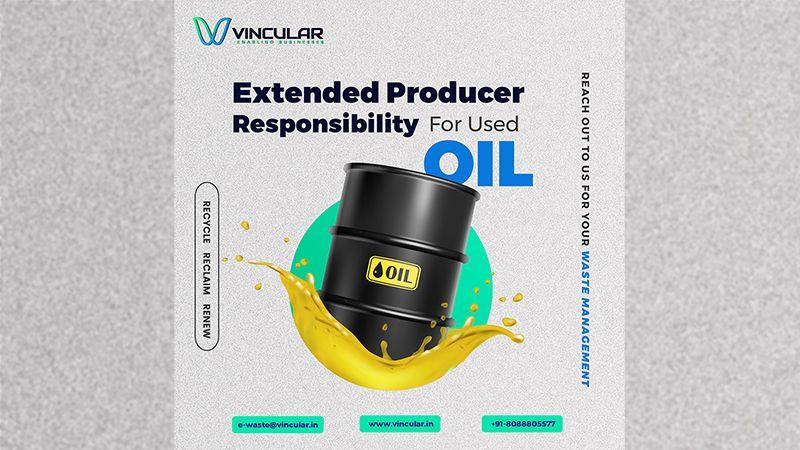 VINCULAR
ENABLING BUSINESSES
Extended Producer
Responsibility For Used
OIL
REACH OUT TO US FOR YOUR WASTE MANAGEMENT
RECYCLE RECLAIM RENEW
OIL
e-waste@vincular.in
www.vincular.in
+91-8088805577